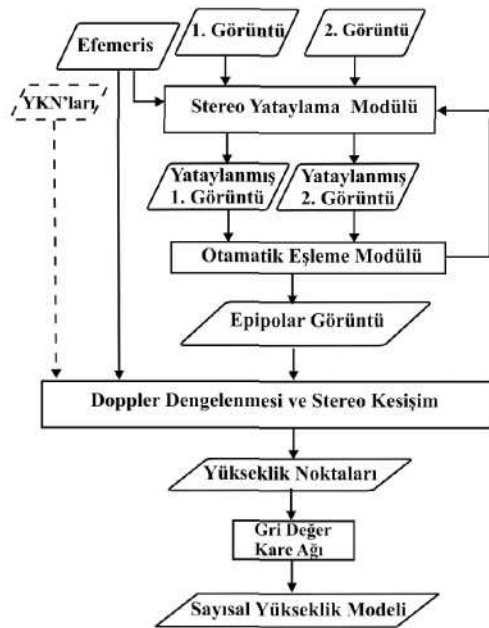 1. Görüntü
2. Görüntü
Efemeris
YKN'ları
Stereo Yataylama Modülü
Yataylanmış
1. Görüntü
Yataylanmış
2. Görüntü
Otamatik Eşleme Modülü
Epipolar Görüntü
Doppler Dengelenmesi ve Stereo Kesişim
Yükseklik Noktaları
Gri Değer
Kare Ağı
Sayısal Yükseklik Modeli